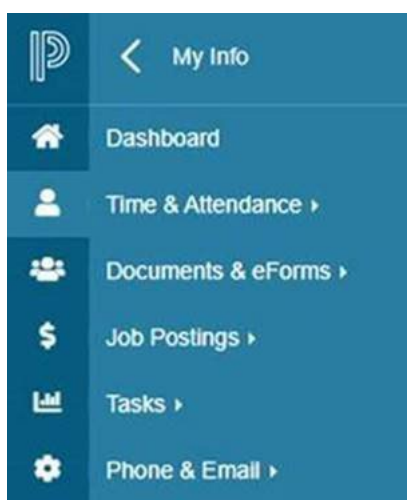 My Info
Dashboard
Time & Attendance
Documents & eForms
Job Postings
Tasks
Phone & Email